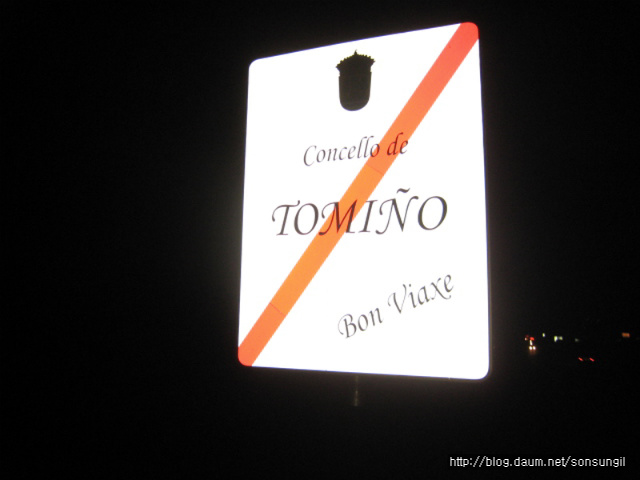 Concello de
TOMIÑO
Bon Viaxe
http://blog.daum.net/sonsungil